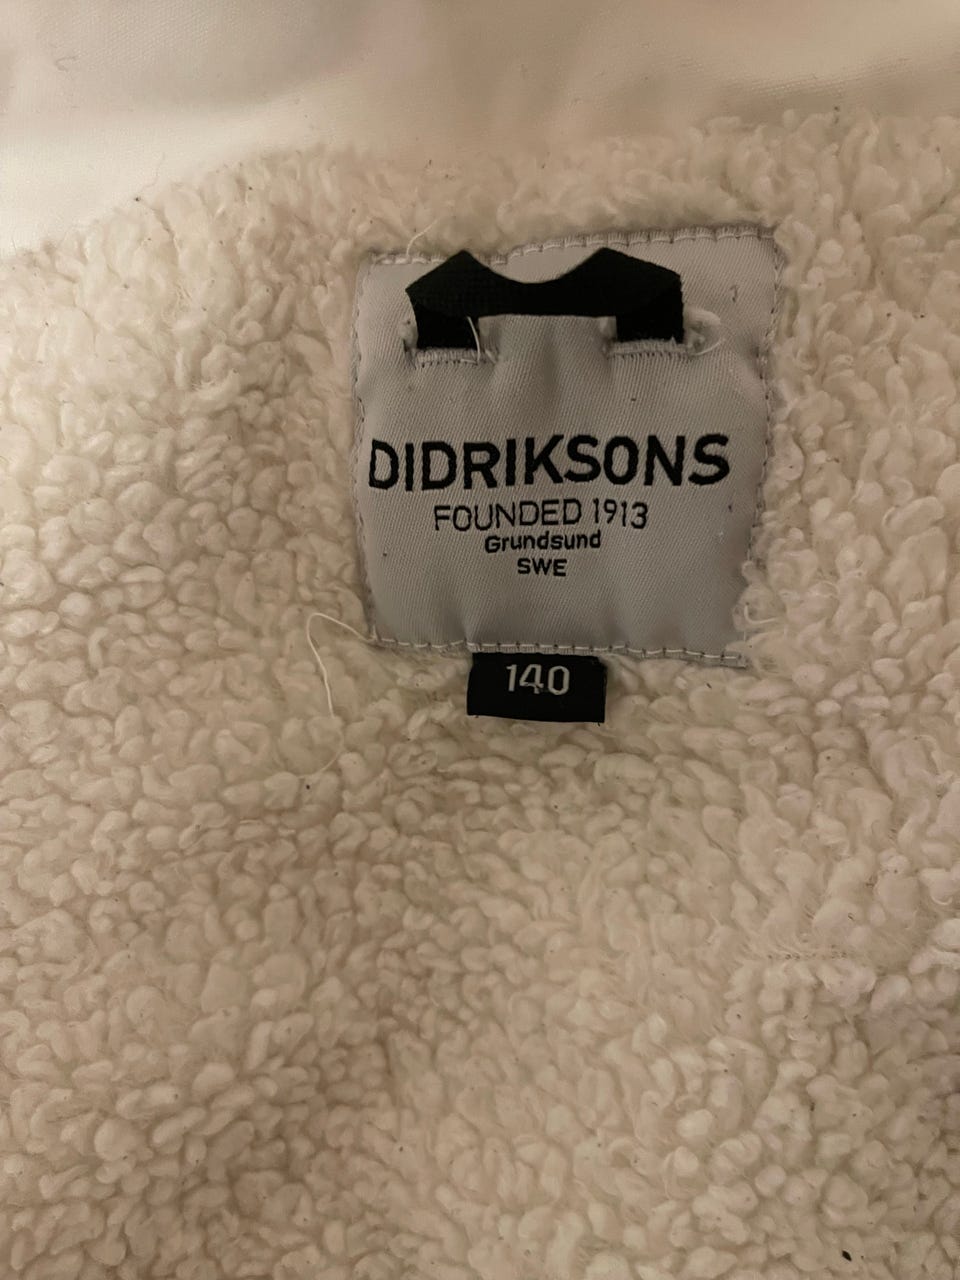 DIDRIKSONS
FOUNDED 1913
Grundsund
SWE
140